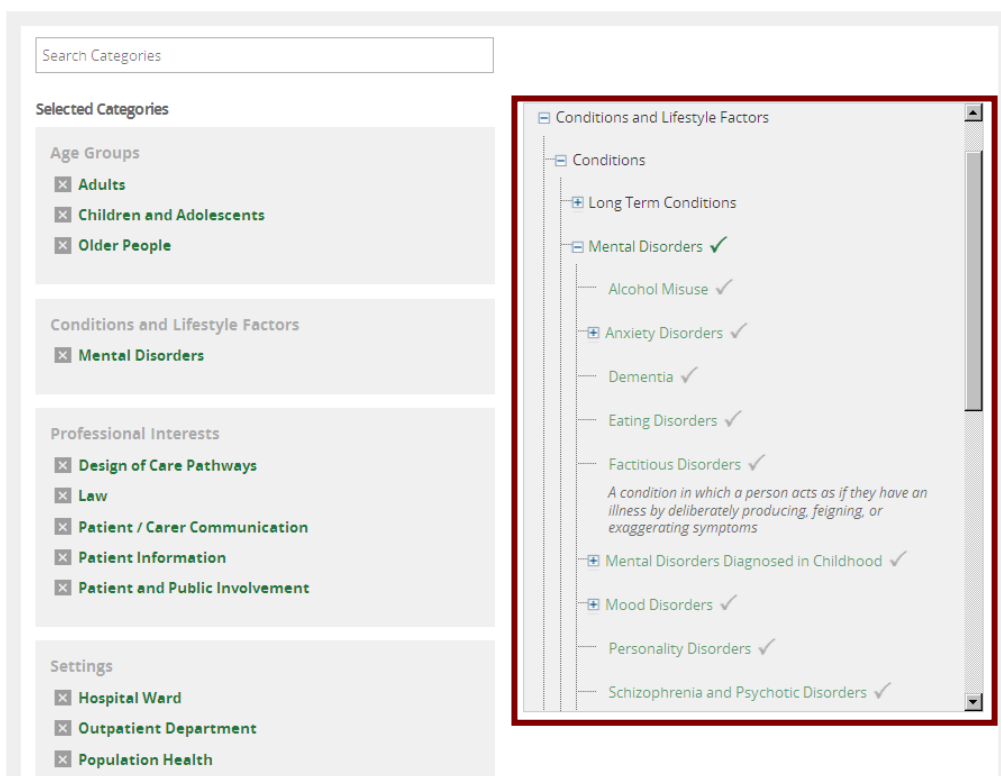 Search Categories
Selected Categories
Age Groups
Adults
Children and Adolescents
Older People
Conditions and Lifestyle Factors
Mental Disorders
Professional Interests
Design of Care Pathways
Law
Patient / Carer Communication
Patient Information
Patient and Public Involvement
Settings
Hospital Ward
Outpatient Department
Population Health
Conditions and Lifestyle Factors
Conditions
Long Term Conditions
Mental Disorders
Alcohol Misuse
Anxiety Disorders
Dementia
Eating Disorders
Factitious Disorders
A condition in which a person acts as if they have an
illness by deliberately producing, feigning, or
exaggerating symptoms
Mental Disorders Diagnosed in Childhood
Mood Disorders
Personality Disorders
Schizophrenia and Psychotic Disorders